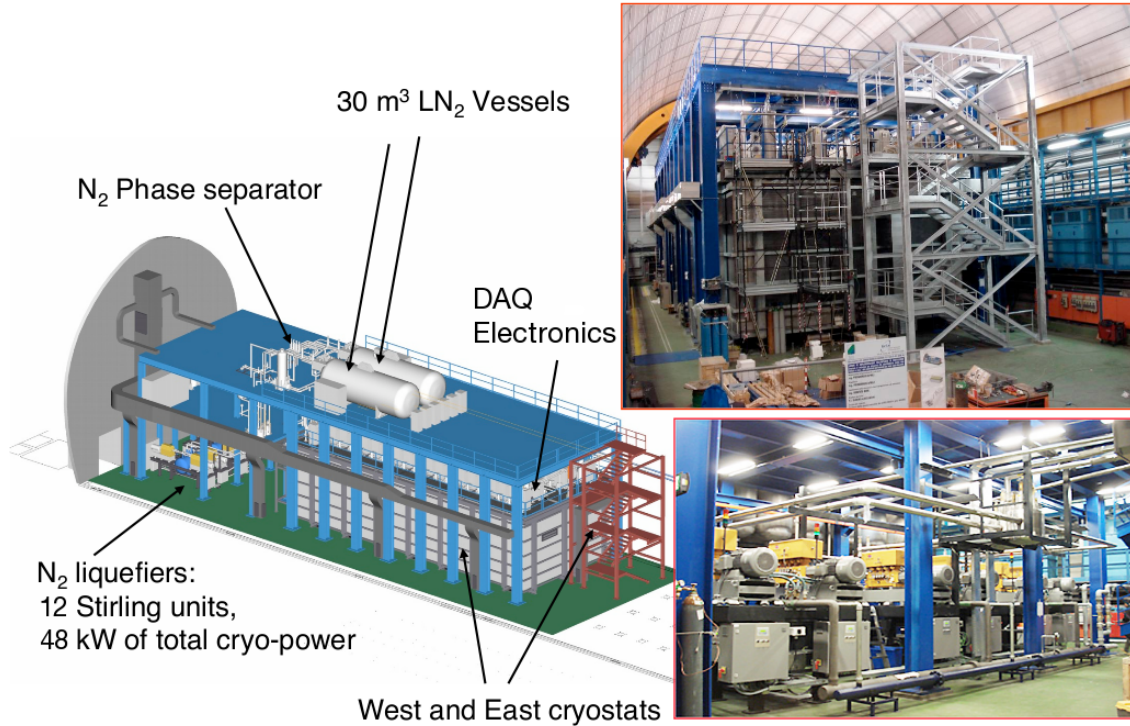 30 m³ LN₂ Vessels
N₂ Phase separator
DAQ
Electronics
N₂ liquefiers:
12 Stirling units,
48 kW of total cryo-power
West and East cryostats